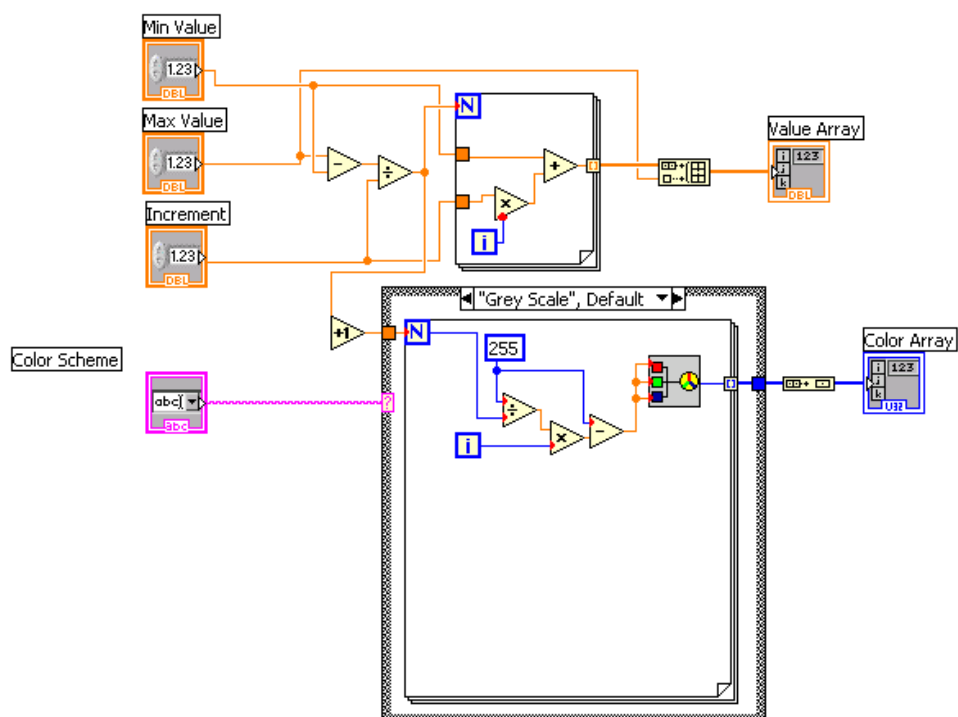 Min Value
1.23
DBL
Max Value
1.23
DBL
Increment
1.23
DBL
N
i
Value Array
i
j
k
123
DBL
+1
"Grey Scale", Default
N
255
i
Color Scheme
abc
abc
?
Color Array
i
j
k
123
U32